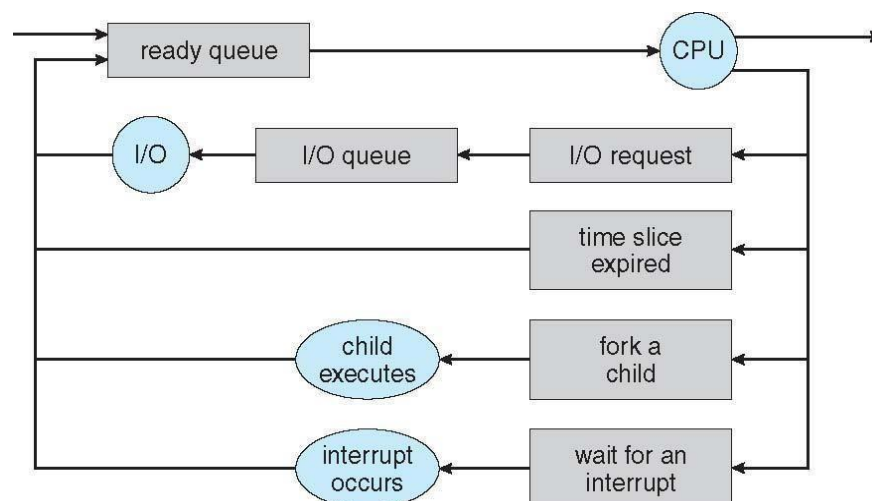 ready queue
CPU
I/O
I/O queue
I/O request
time slice
expired
child
executes
fork a
child
interrupt
occurs
wait for an
interrupt